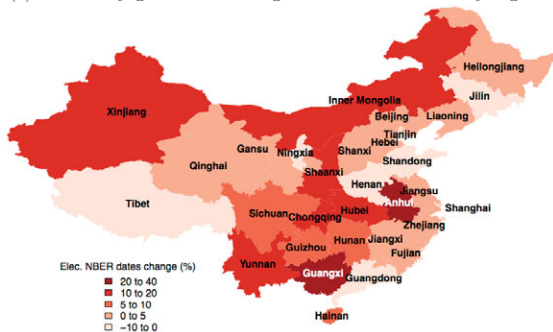 Heilongjiang
Jilin
Inner Mongolia
Xinjiang
Beijing
Liaoning
Tianjin
Hebei
Gansu
Ningxia
Shanxi
Shandong
Qinghai
Shaanxi
Henan
Jiangsu
Tibet
Anhui
Shanghai
Sichuan
Chongqing
Hubei
Zhejiang
Guizhou
Hunan
Jiangxi
Fujian
Yunnan
Guangxi
Guangdong
Hainan
Elec. NBER dates change (%)
20 to 40
10 to 20
5 to 10
0 to 5
−10 to 0